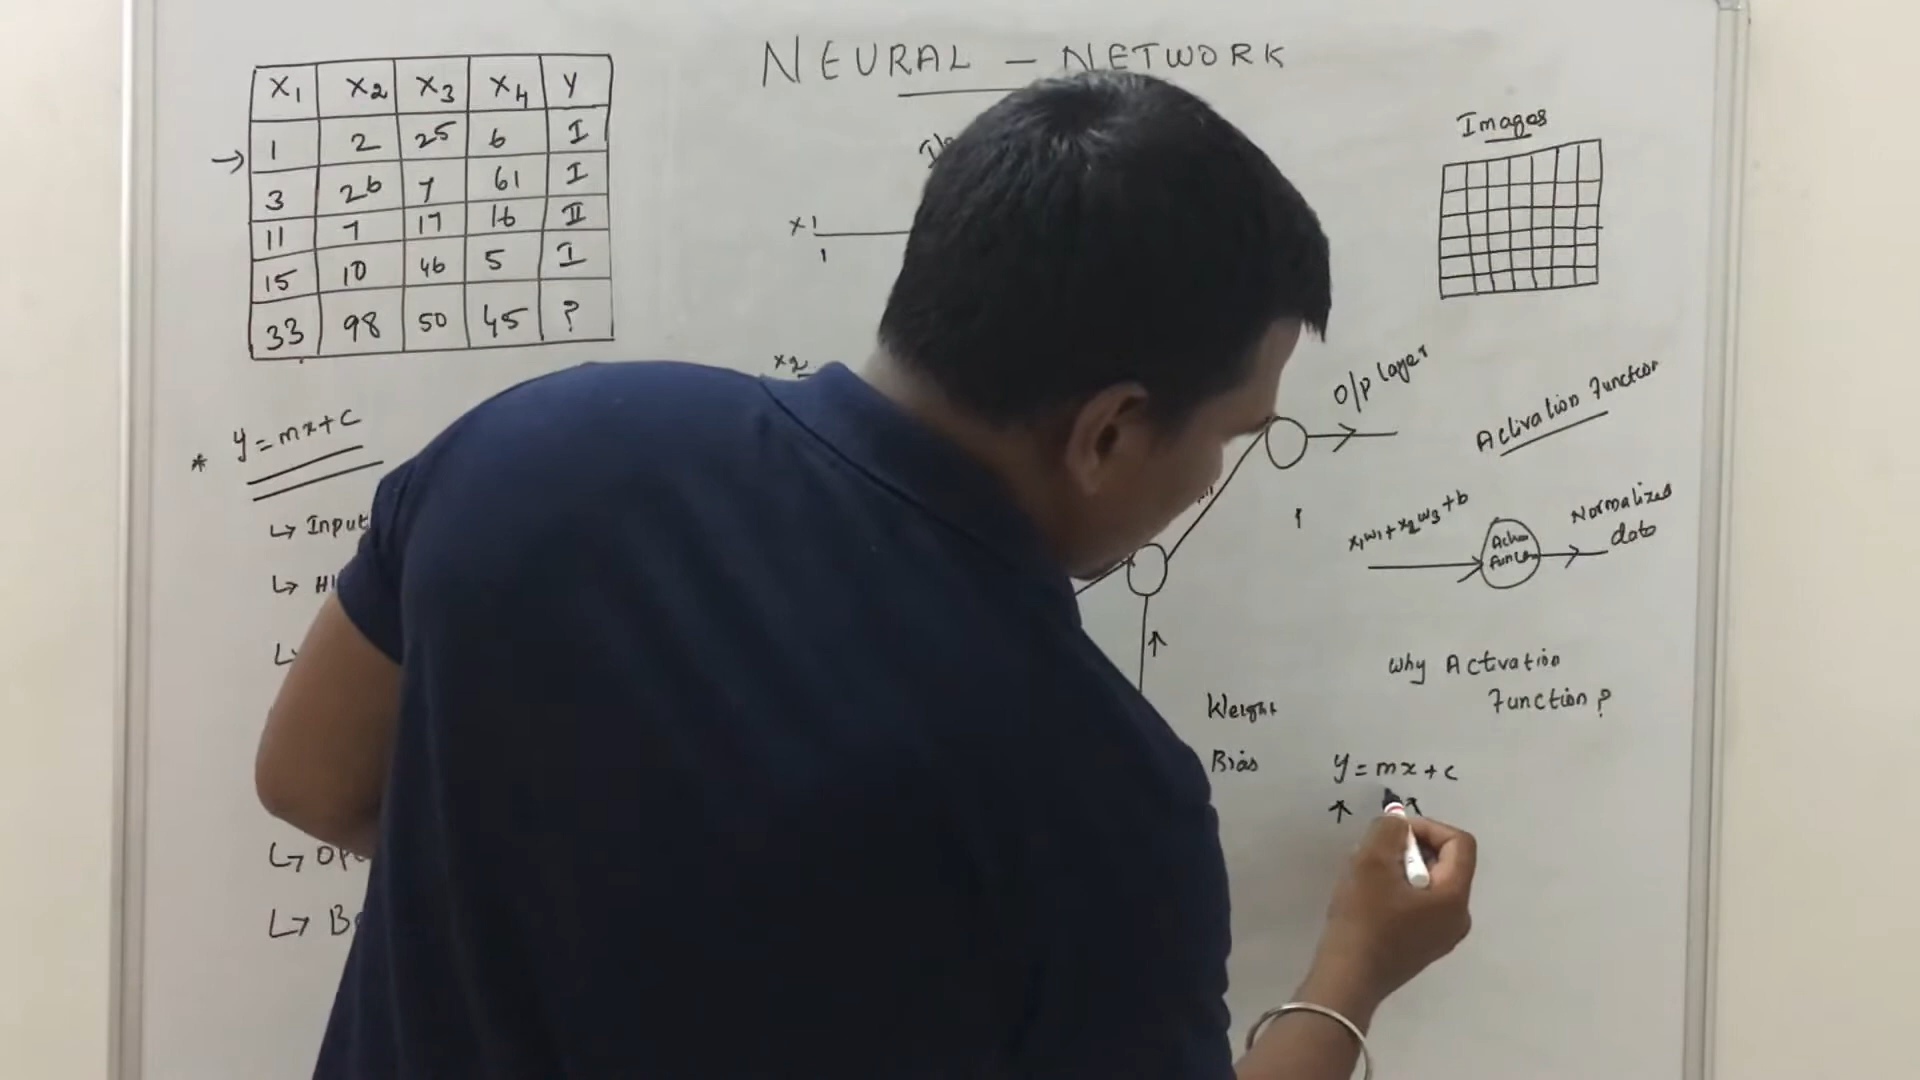 NEURAL - NETWORK
X1 X2 X3 X4 Y
1 2 25 6 I
3 26 7 61 I
11 7 17 16 II
15 10 46 5 I
33 98 50 45 ?
* y = mx + c
↳ Input
↳
↳
↳
↳
x1
1
x2
O/P layer
1
Weight
Bias
Images
Activation Function
x1w1 + x2w3 + b
Normalized
data
Why Activation
Function?
y = mx + c